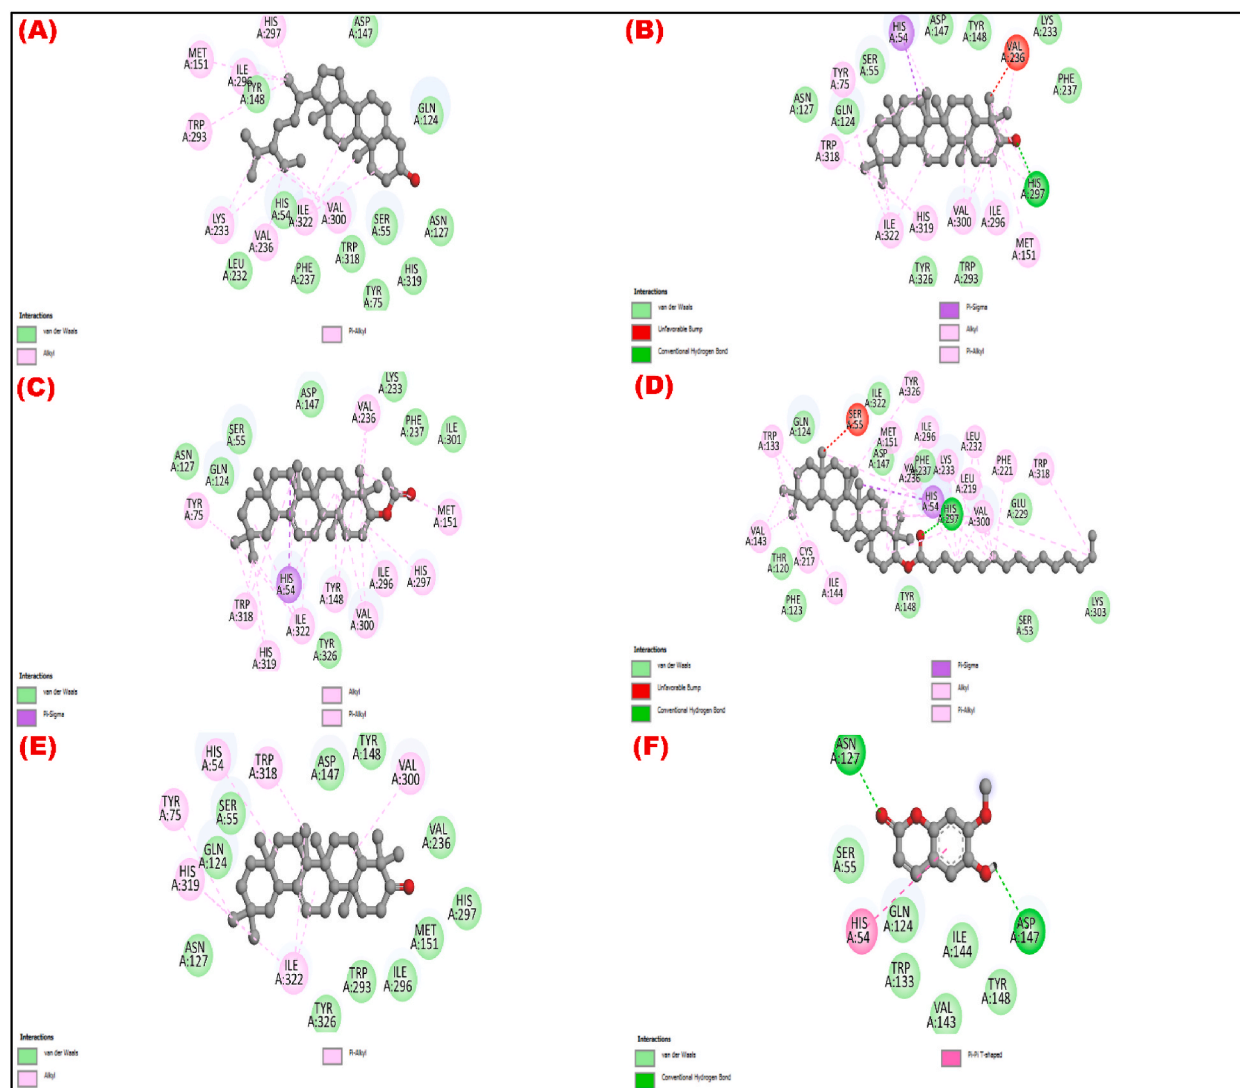 (A)
HIS
A:297
ASP
A:147
MET
A:151
ILE
A:296
TYR
A:148
GLN
A:124
TRP
A:293
LYS
A:233
HIS
A:54
ILE
A:322
VAL
A:300
SER
A:55
ASN
A:127
VAL
A:236
LEU
A:232
PHE
A:237
TRP
A:318
HIS
A:319
TYR
A:75
Interactions
van der Waals
Alkyl
Pi-Alkyl
(B)
HIS
A:54
ASP
A:147
TYR
A:148
LYS
A:233
VAL
A:236
SER
A:55
TYR
A:75
PHE
A:237
ASN
A:127
GLN
A:124
TRP
A:318
HIS
A:297
ILE
A:322
HIS
A:319
VAL
A:300
ILE
A:296
MET
A:151
TYR
A:326
TRP
A:293
Interactions
van der Waals
Unfavorable Bump
Conventional Hydrogen Bond
Pi-Sigma
Alkyl
Pi-Alkyl
(C)
ASP
A:147
LYS
A:233
VAL
A:236
PHE
A:237
ILE
A:301
SER
A:55
ASN
A:127
GLN
A:124
TYR
A:75
MET
A:151
HIS
A:54
TYR
A:148
ILE
A:296
HIS
A:297
TRP
A:318
ILE
A:322
VAL
A:300
HIS
A:319
TYR
A:326
Interactions
van der Waals
Pi-Sigma
Alkyl
Pi-Alkyl
(D)
TYR
A:326
ILE
A:322
SER
A:55
GLN
A:124
TRP
A:133
MET
A:151
ILE
A:296
LEU
A:232
ASP
A:147
PHE
A:237
LYS
A:233
PHE
A:221
TRP
A:318
VAL
A:236
LEU
A:219
HIS
A:54
HIS
A:297
VAL
A:300
GLU
A:229
VAL
A:143
CYS
A:217
THR
A:120
ILE
A:144
PHE
A:123
TYR
A:148
SER
A:53
LYS
A:303
Interactions
van der Waals
Unfavorable Bump
Conventional Hydrogen Bond
Pi-Sigma
Alkyl
Pi-Alkyl
(E)
HIS
A:54
TRP
A:318
ASP
A:147
TYR
A:148
VAL
A:300
TYR
A:75
SER
A:55
GLN
A:124
VAL
A:236
HIS
A:319
HIS
A:297
MET
A:151
ASN
A:127
ILE
A:322
TRP
A:293
ILE
A:296
TYR
A:326
Interactions
van der Waals
Alkyl
Pi-Alkyl
(F)
ASN
A:127
SER
A:55
HIS
A:54
GLN
A:124
ILE
A:144
ASP
A:147
TRP
A:133
TYR
A:148
VAL
A:143
Interactions
van der Waals
Conventional Hydrogen Bond
Pi-Pi T-shaped